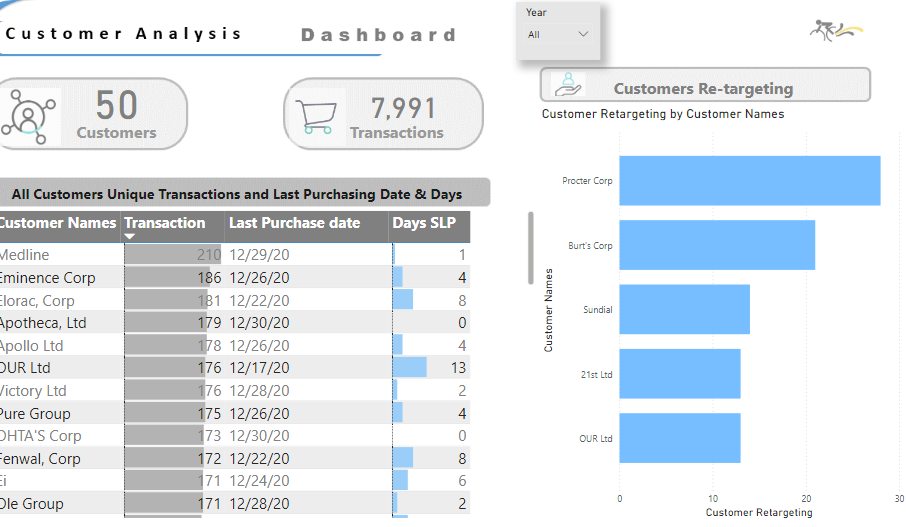 Customer Analysis Dashboard
Year
All
50
Customers
7,991
Transactions
Customers Re-targeting
Customer Retargeting by Customer Names
All Customers Unique Transactions and Last Purchasing Date & Days
Customer Names Transaction Last Purchase date Days SLP
Medline 210 12/29/20 1
Eminence Corp 186 12/26/20 4
Elorac, Corp 181 12/22/20 8
Apotheca, Ltd 179 12/30/20 0
Apollo Ltd 178 12/26/20 4
OUR Ltd 176 12/17/20 13
Victory Ltd 176 12/28/20 2
Pure Group 175 12/26/20 4
OHTA'S Corp 173 12/30/20 0
Fenwal, Corp 172 12/22/20 8
Ei 171 12/24/20 6
Ole Group 171 12/28/20 2
Customer Names
Procter Corp
Burt's Corp
Sundial
21st Ltd
OUR Ltd
0 10 20 30
Customer Retargeting